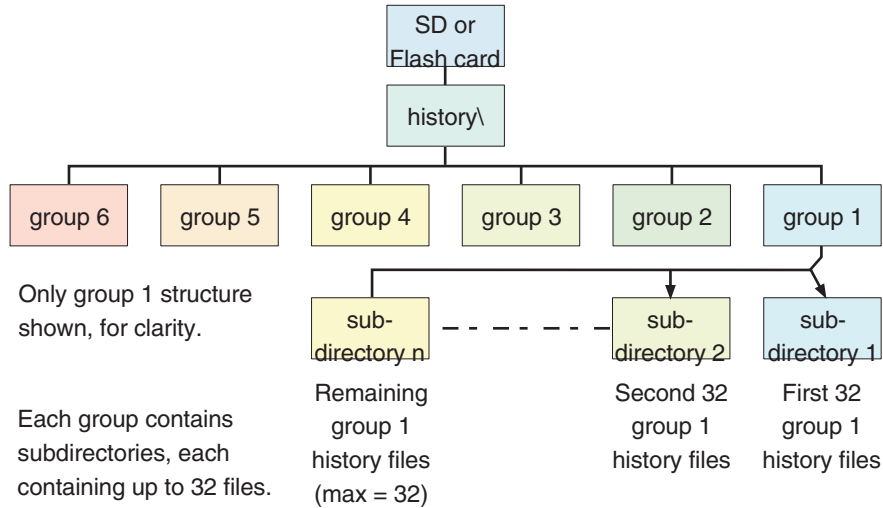 SD or
Flash card
history\
group 6
group 5
group 4
group 3
group 2
group 1
Only group 1 structure
shown, for clarity.
sub-
directory n
sub-
directory 2
sub-
directory 1
Each group contains
subdirectories, each
containing up to 32 files.
Remaining
group 1
history files
(max = 32)
Second 32
group 1
history files
First 32
group 1
history files